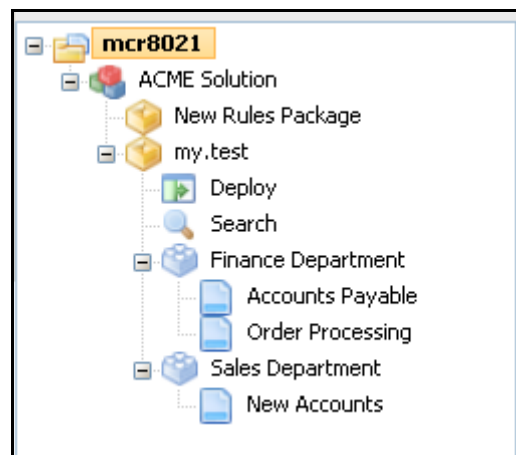 mcr8021
ACME Solution
New Rules Package
my.test
Deploy
Search
Finance Department
Accounts Payable
Order Processing
Sales Department
New Accounts